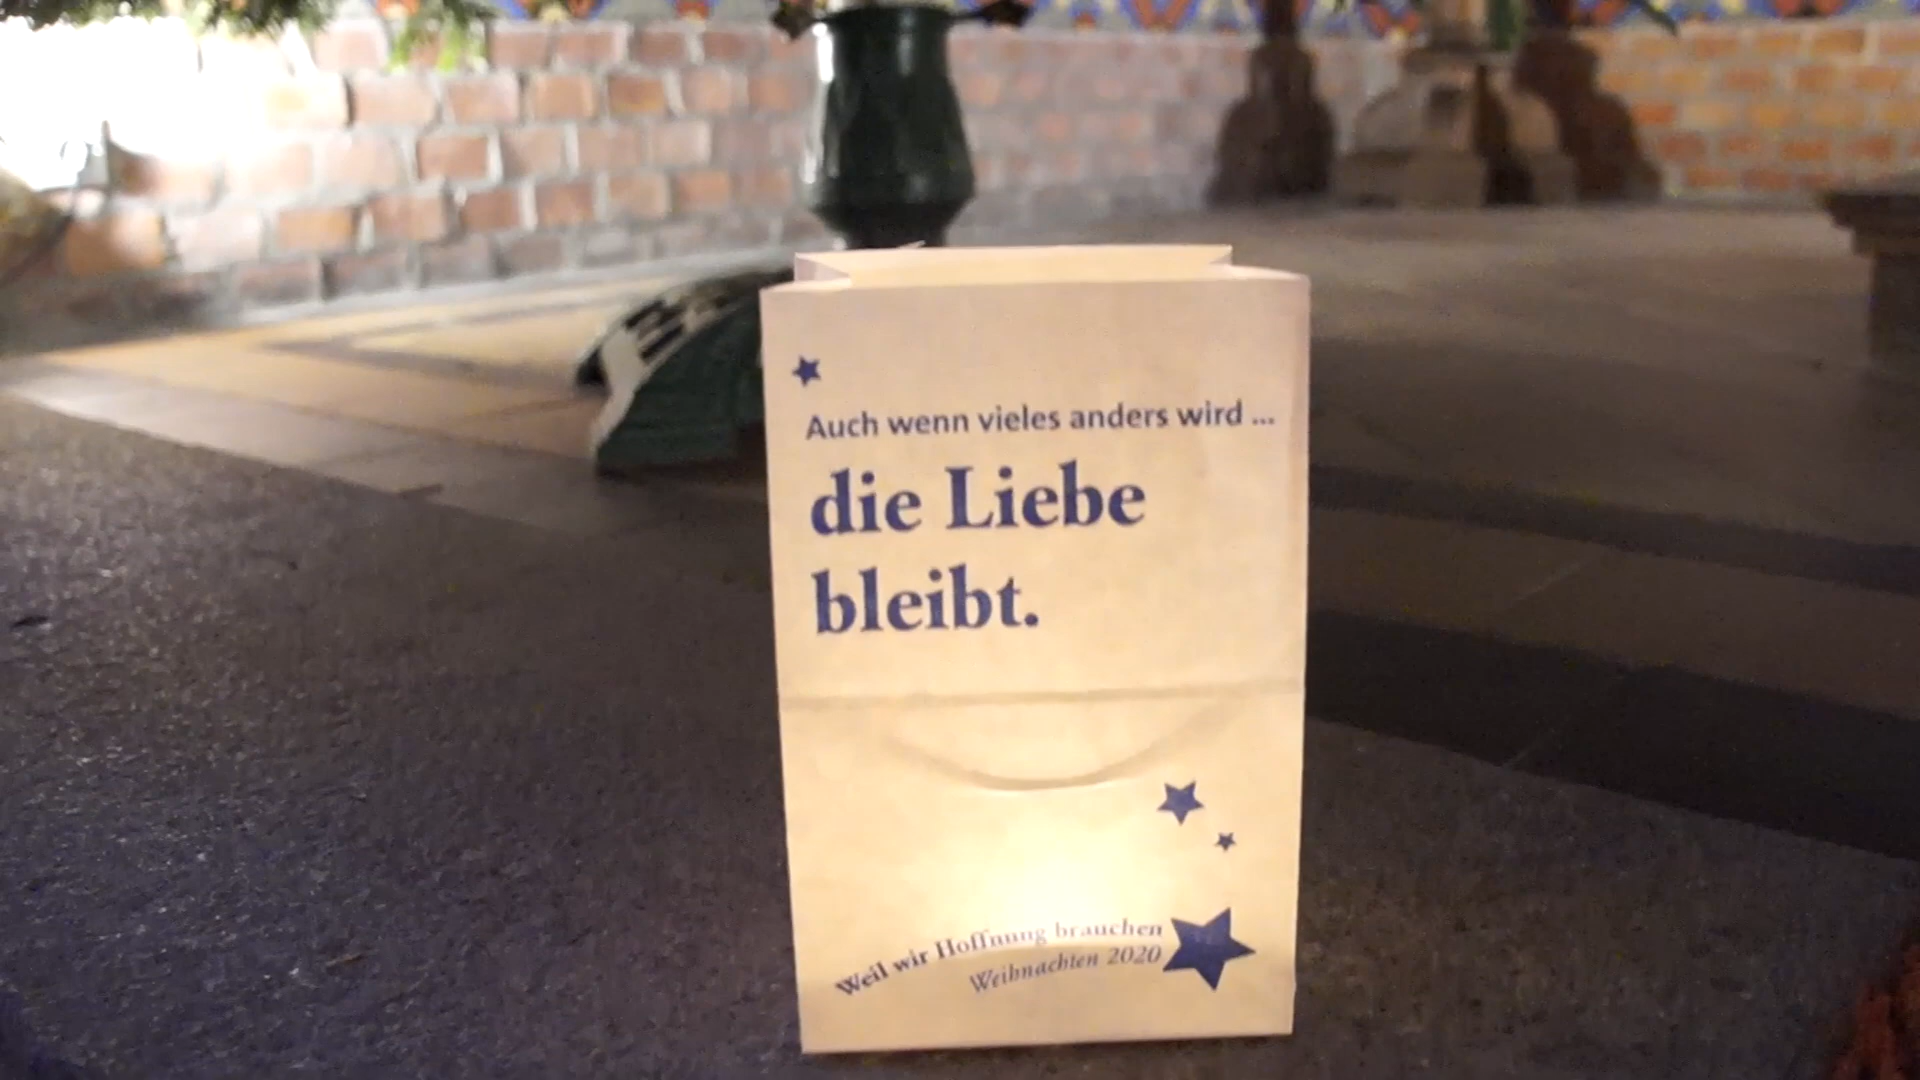 Auch wenn vieles anders wird ...
die Liebe
bleibt.
Weil wir Hoffnung brauchen
Weihnachten 2020